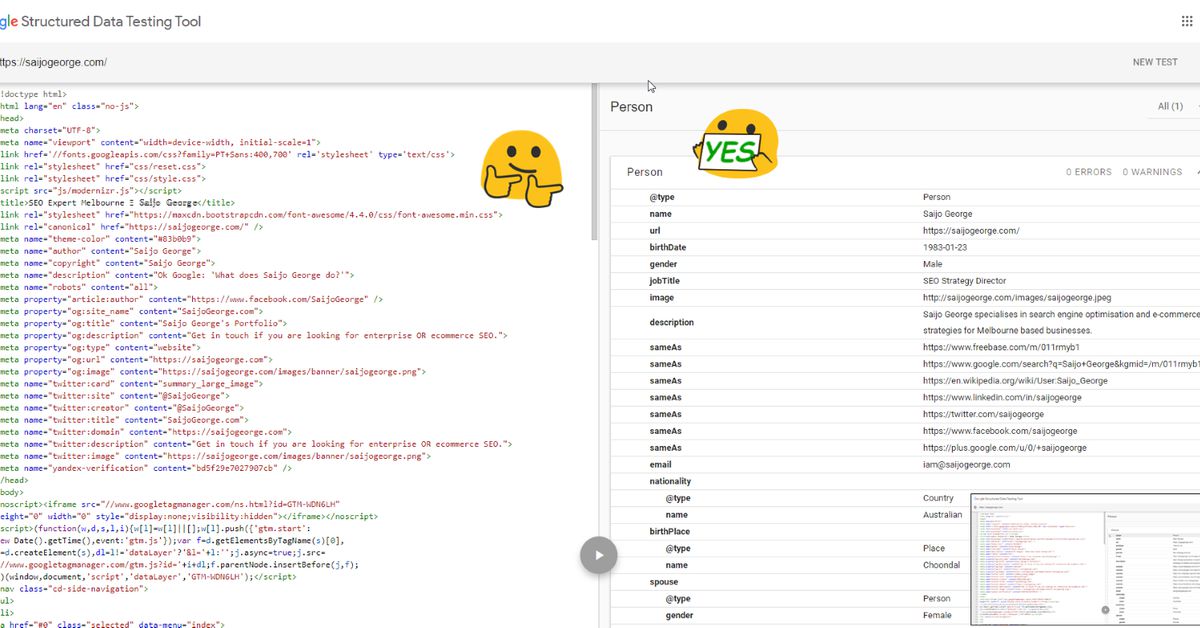 gle Structured Data Testing Tool
ttps://saijogeorge.com/
NEW TEST
!doctype html>
html lang="en" class="no-js">
head>
meta charset="UTF-8">
meta name="viewport" content="width=device-width, initial-scale=1">
link href='//fonts.googleapis.com/css?family=PT+Sans:400,700' rel='stylesheet' type='text/css'>
link rel="stylesheet" href="css/reset.css">
link rel="stylesheet" href="css/style.css">
script src="js/modernizr.js"></script>
title>SEO Expert Melbourne Ξ Saijo George</title>
link rel="stylesheet" href="https://maxcdn.bootstrapcdn.com/font-awesome/4.4.0/css/font-awesome.min.css">
link rel="canonical" href="https://saijogeorge.com/" />
meta name="theme-color" content="#83b0b9">
meta name="author" content="Saijo George">
meta name="copyright" content="Saijo George">
meta name="description" content="Ok Google: `What does Saijo George do?`">
meta name="robots" content="all">
meta property="article:author" content="https://www.facebook.com/SaijoGeorge" />
meta property="og:site_name" content="SaijoGeorge.com">
meta property="og:title" content="Saijo George's Portfolio">
meta property="og:description" content="Get in touch if you are looking for enterprise OR ecommerce SEO.">
meta property="og:type" content="website">
meta property="og:url" content="https://saijogeorge.com">
meta property="og:image" content="https://saijogeorge.com/images/banner/saijogeorge.png">
meta name="twitter:card" content="summary_large_image">
meta name="twitter:site" content="@SaijoGeorge">
meta name="twitter:creator" content="@SaijoGeorge">
meta name="twitter:title" content="SaijoGeorge.com">
meta name="twitter:domain" content="https://saijogeorge.com">
meta name="twitter:description" content="Get in touch if you are looking for enterprise OR ecommerce SEO.">
meta name="twitter:image" content="https://saijogeorge.com/images/banner/saijogeorge.png">
meta name="yandex-verification" content="bd5f29e7027907cb" />
/head>
body>
noscript><iframe src="//www.googletagmanager.com/ns.html?id=GTM-WDN6LH"
eight="0" width="0" style="display:none;visibility:hidden"></iframe></noscript>
script>(function(w,d,s,l,i){w[l]=w[l]||[];w[l].push({'gtm.start':
ew Date().getTime(),event:'gtm.js'});var f=d.getElementsByTagName(s)[0],
=d.createElement(s),dl=l!='dataLayer'?'&l='+l:'';j.async=true;j.src=
//www.googletagmanager.com/gtm.js?id='+i+dl;f.parentNode.insertBefore(j,f);
)(window,document,'script','dataLayer','GTM-WDN6LH');</script>
nav class="cd-side-navigation">
ul>
li>
a href="#0" class="selected" data-menu="index">
Person
All (1)
YES
Person
0 ERRORS 0 WARNINGS
@type Person
name Saijo George
url https://saijogeorge.com/
birthDate 1983-01-23
gender Male
jobTitle SEO Strategy Director
image http://saijogeorge.com/images/saijogeorge.jpeg
description Saijo George specialises in search engine optimisation and e-commerce
strategies for Melbourne based businesses.
sameAs https://www.freebase.com/m/011rmyb1
sameAs https://www.google.com/search?q=Saijo+George&kgmid=/m/011rmyb1
sameAs https://en.wikipedia.org/wiki/User:Saijo_George
sameAs https://www.linkedin.com/in/saijogeorge
sameAs https://twitter.com/saijogeorge
sameAs https://www.facebook.com/saijogeorge
sameAs https://plus.google.com/u/0/+saijogeorge
email iam@saijogeorge.com
nationality
@type Country
name Australian
birthPlace
@type Place
name Choondal
spouse
@type Person
gender Female